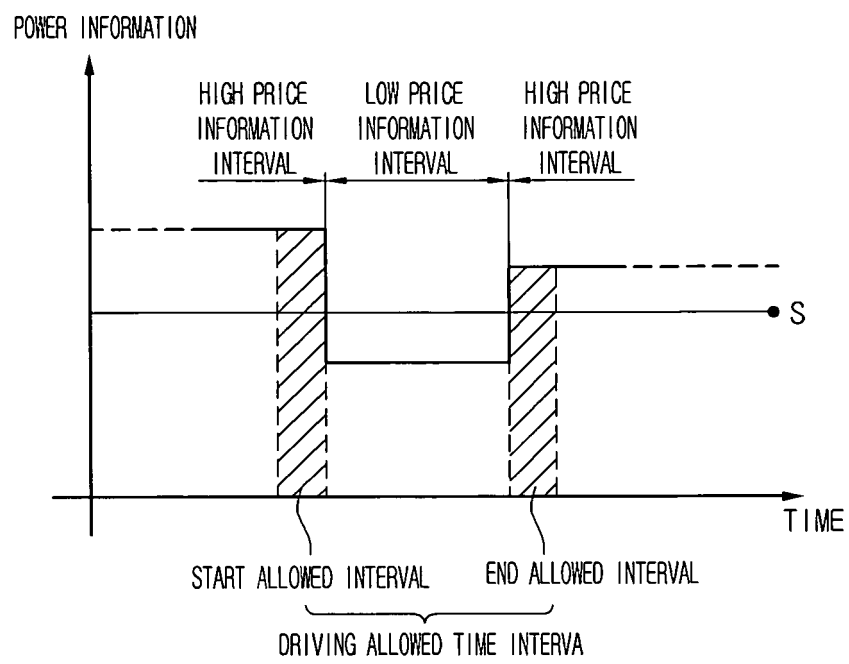 POWER INFORMATION
HIGH PRICE
INFORMATION
INTERVAL
LOW PRICE
INFORMATION
INTERVAL
HIGH PRICE
INFORMATION
INTERVAL
S
TIME
START ALLOWED INTERVAL
END ALLOWED INTERVAL
DRIVING ALLOWED TIME INTERVA